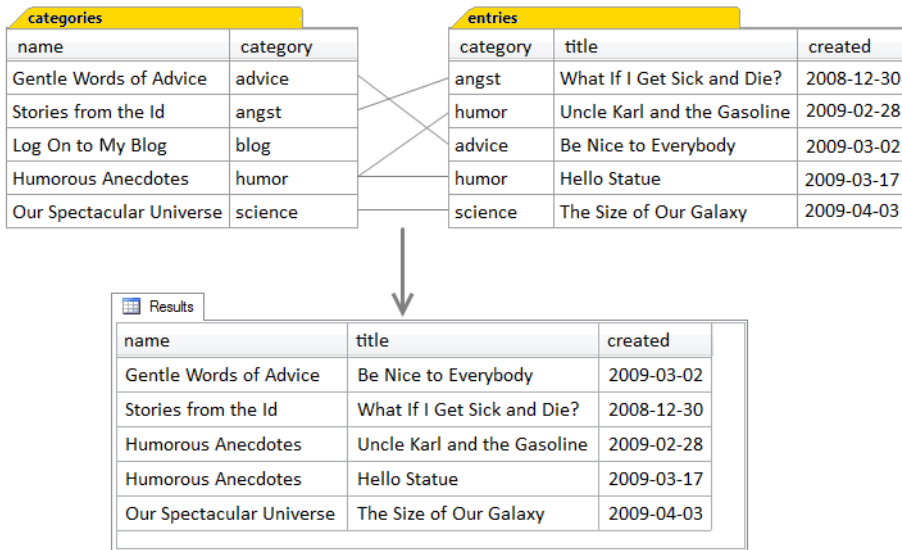 categories
entries
name category
category title created
Gentle Words of Advice advice
angst What If I Get Sick and Die? 2008-12-30
Stories from the Id angst
humor Uncle Karl and the Gasoline 2009-02-28
Log On to My Blog blog
advice Be Nice to Everybody 2009-03-02
Humorous Anecdotes humor
humor Hello Statue 2009-03-17
Our Spectacular Universe science
science The Size of Our Galaxy 2009-04-03
Results
name title created
Gentle Words of Advice Be Nice to Everybody 2009-03-02
Stories from the Id What If I Get Sick and Die? 2008-12-30
Humorous Anecdotes Uncle Karl and the Gasoline 2009-02-28
Humorous Anecdotes Hello Statue 2009-03-17
Our Spectacular Universe The Size of Our Galaxy 2009-04-03